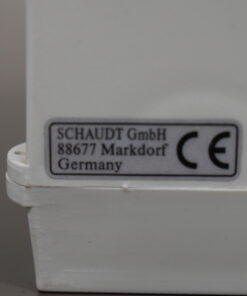 SCHAUDT GmbH
88677 Markdorf
Germany
CE